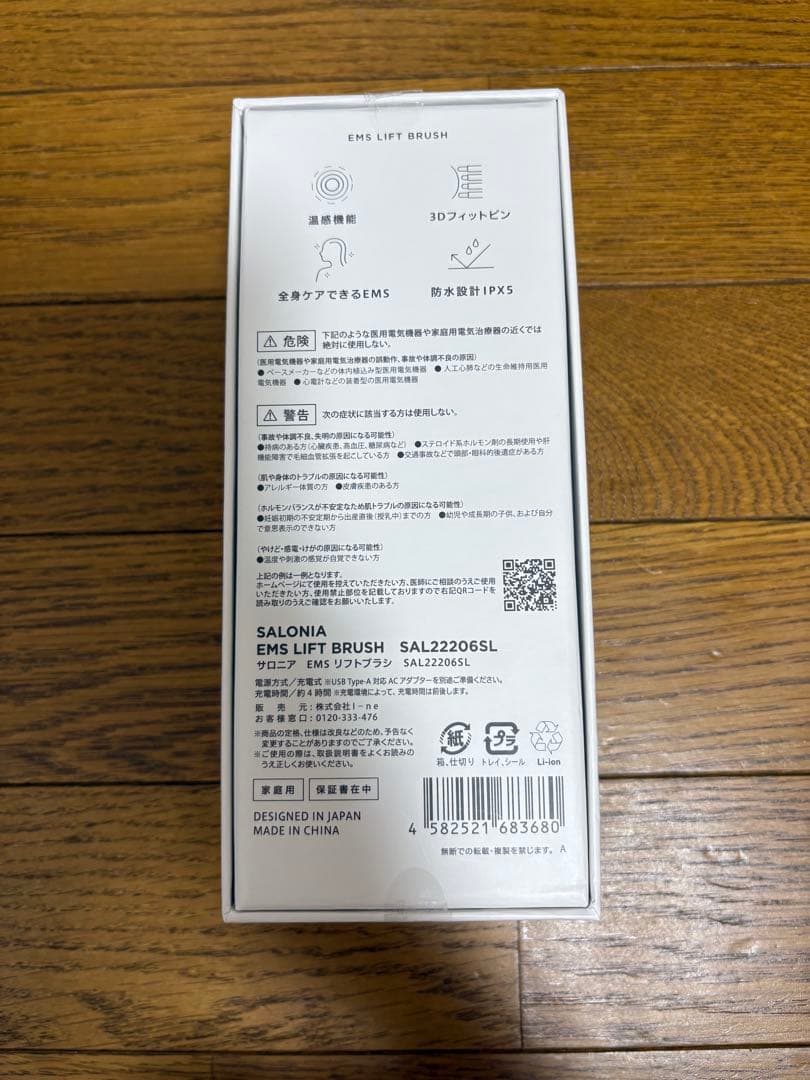 EMS LIFT BRUSH
温感機能
3Dフィットピン
全身ケアできるEMS
防水設計IPX5
危険 下記のような医用電気機器や家庭用電気治療器の近くでは
絶対に使用しない。
(医用電気機器や家庭用電気治療器の誤動作、事故や体調不良の原因)
●ペースメーカーなどの体内植込み型医用電気機器 ●人工心肺などの生命維持用医用
電気機器 ●心電計などの装着型の医用電気機器
警告 次の症状に該当する方は使用しない。
(事故や体調不良、失明の原因になる可能性)
●持病のある方(心臓疾患、高血圧、糖尿病など) ●ステロイド系ホルモン剤の長期使用や肝
機能障害で毛細血管拡張を起こしている方 ●交通事故などで頭部・眼科的後遺症がある方
(肌や身体のトラブルの原因になる可能性)
●アレルギー体質の方 ●皮膚疾患のある方
(ホルモンバランスが不安定なため肌トラブルの原因になる可能性)
●妊娠初期の不安定期から出産直後(授乳中)までの方 ●幼児や成長期の子供、および自分
で意思表示のできない方
(やけど・感電・けがの原因になる可能性)
●温度や刺激の感覚が自覚できない方
上記の例は一例となります。
ホームページにて使用を控えていただきたい方、医師にご相談のうえご使用
いただきたい方、使用禁止部位を記載しておりますので右記QRコードを
読み取りのうえご確認をお願いいたします。
SALONIA
EMS LIFT BRUSH SAL22206SL
サロニア EMS リフトブラシ SAL22206SL
電源方式/充電式 ※USB Type-A 対応 AC アダプターを別途ご準備ください。
充電時間/約4時間 ※充電環境によって、充電時間は前後します。
販売元:株式会社I-ne
お客様窓口:0120-333-476
※商品の定格、仕様は改良などのため、予告なく
変更することがありますのでご了承ください。
※ご使用の際は、取扱説明書をよくお読みの
うえ正しくお使いください。
紙
プラ
箱、仕切り
トレイ、シール
Li-ion
家庭用
保証書在中
DESIGNED IN JAPAN
MADE IN CHINA
4 582521 683680
無断での転載・複製を禁じます。 A